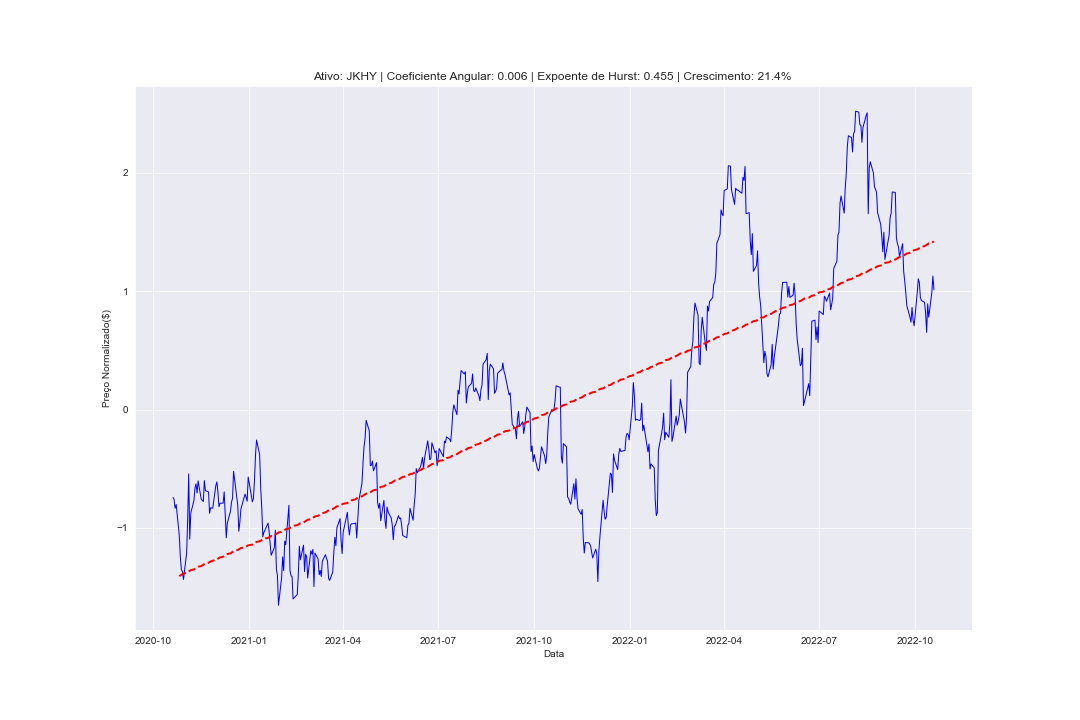 Ativo: JKHY | Coeficiente Angular: 0.006 | Expoente de Hurst: 0.455 | Crescimento: 21.4%
Preço Normalizado($)
2
1
0
−1
2020-10 2021-01 2021-04 2021-07 2021-10 2022-01 2022-04 2022-07 2022-10
Data